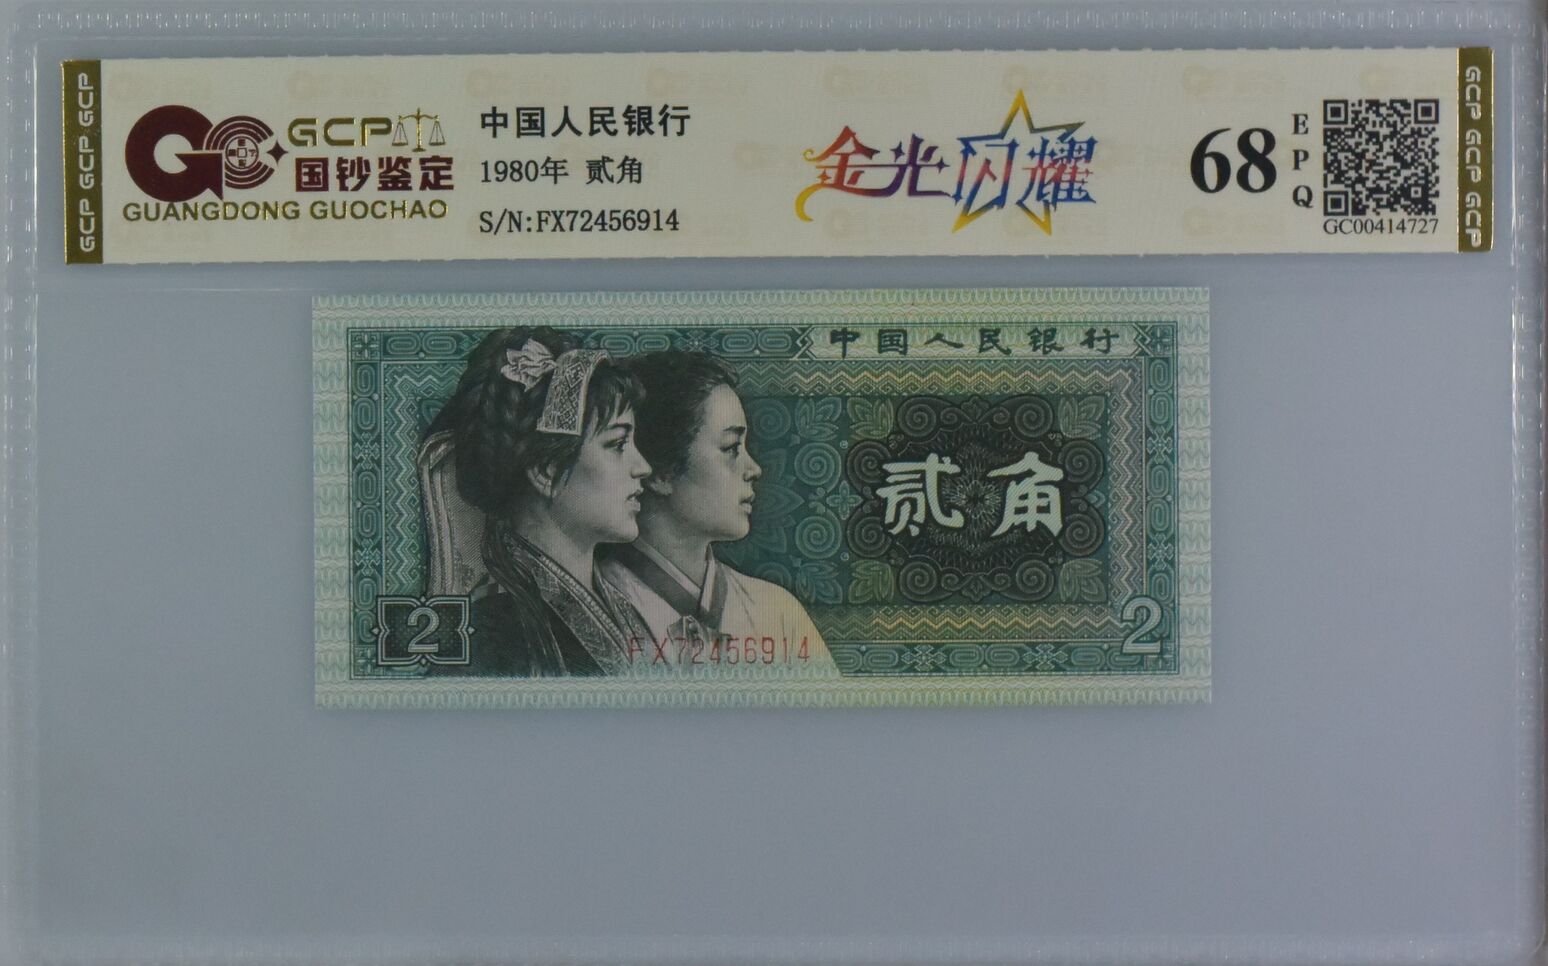 GCP
国钞鉴定
GUANGDONG GUOCHAO
中国人民银行
1980年 贰角
S/N:FX72456914
金光闪耀
68
EPQ
GC00414727
GCP GCP GCP
GCP GCP GCP
中国人民银行
贰角
2
2
FX72456914